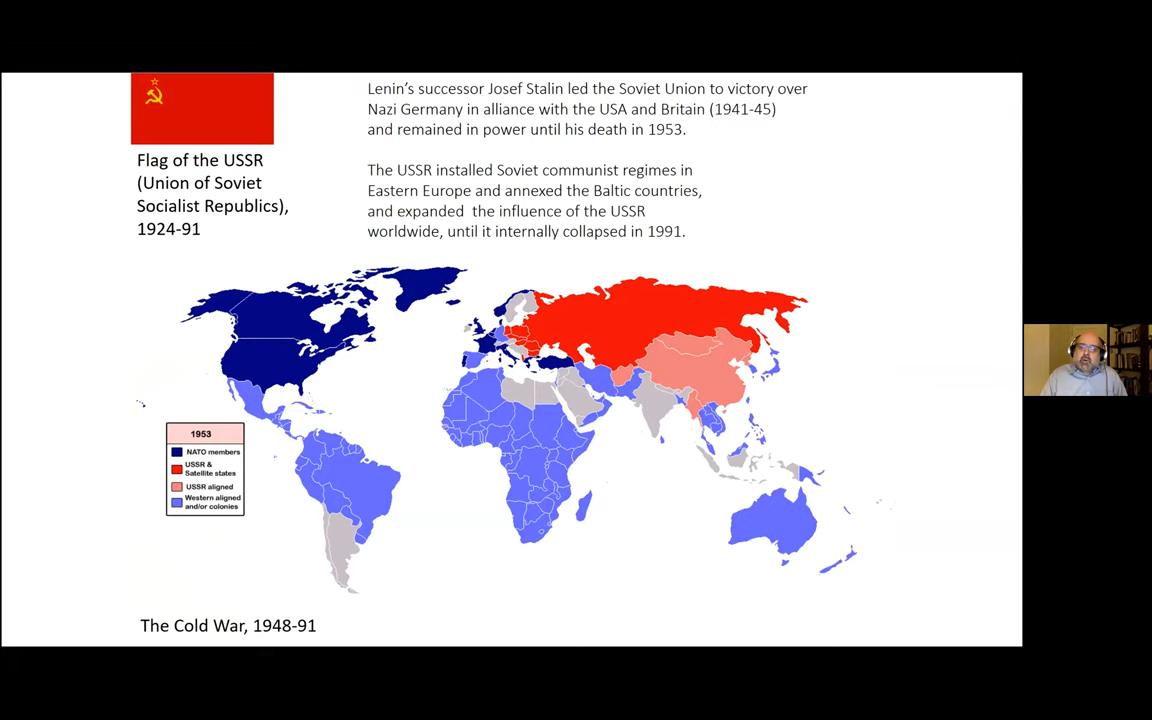 Lenin's successor Josef Stalin led the Soviet Union to victory over
Nazi Germany in alliance with the USA and Britain (1941-45)
and remained in power until his death in 1953.
Flag of the USSR
(Union of Soviet
Socialist Republics),
1924-91
The USSR installed Soviet communist regimes in
Eastern Europe and annexed the Baltic countries,
and expanded the influence of the USSR
worldwide, until it internally collapsed in 1991.
1953
NATO members
USSR &
Satellite states
USSR aligned
Western aligned
and/or colonies
The Cold War, 1948-91